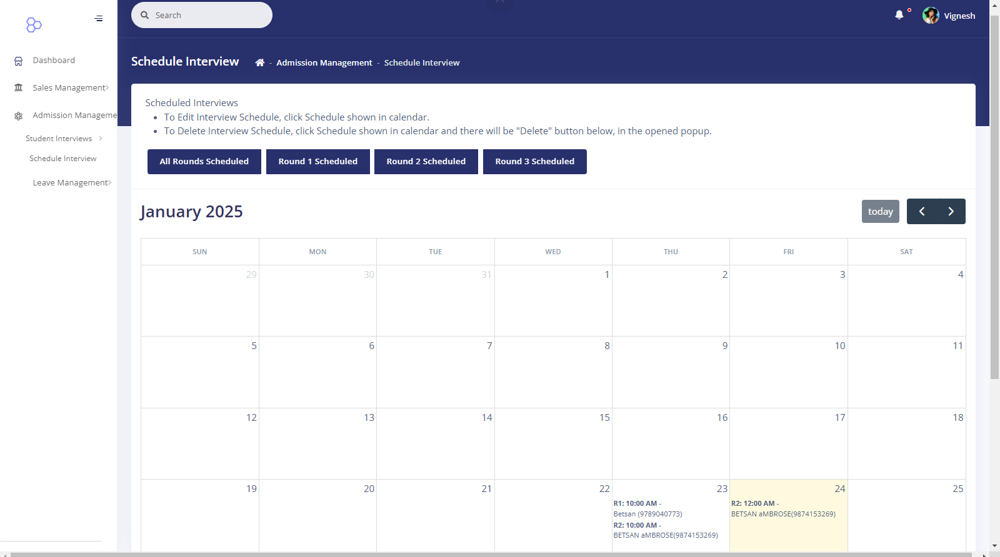 Search
Vignesh
Dashboard
Sales Management
Admission Manageme
Student Interviews
Schedule Interview
Leave Management
Schedule Interview - Admission Management - Schedule Interview
Scheduled Interviews
To Edit Interview Schedule, click Schedule shown in calendar.
To Delete Interview Schedule, click Schedule shown in calendar and there will be "Delete" button below, in the opened popup.
All Rounds Scheduled Round 1 Scheduled Round 2 Scheduled Round 3 Scheduled
January 2025
today
SUN MON TUE WED THU FRI SAT
29 30 31 1 2 3 4
5 6 7 8 9 10 11
12 13 14 15 16 17 18
19 20 21 22 23 24 25
R1: 10:00 AM -
Betsan (9789040773)
R2: 10:00 AM -
BETSAN aMBROSE(9874153269)
R2: 12:00 AM -
BETSAN aMBROSE(9874153269)